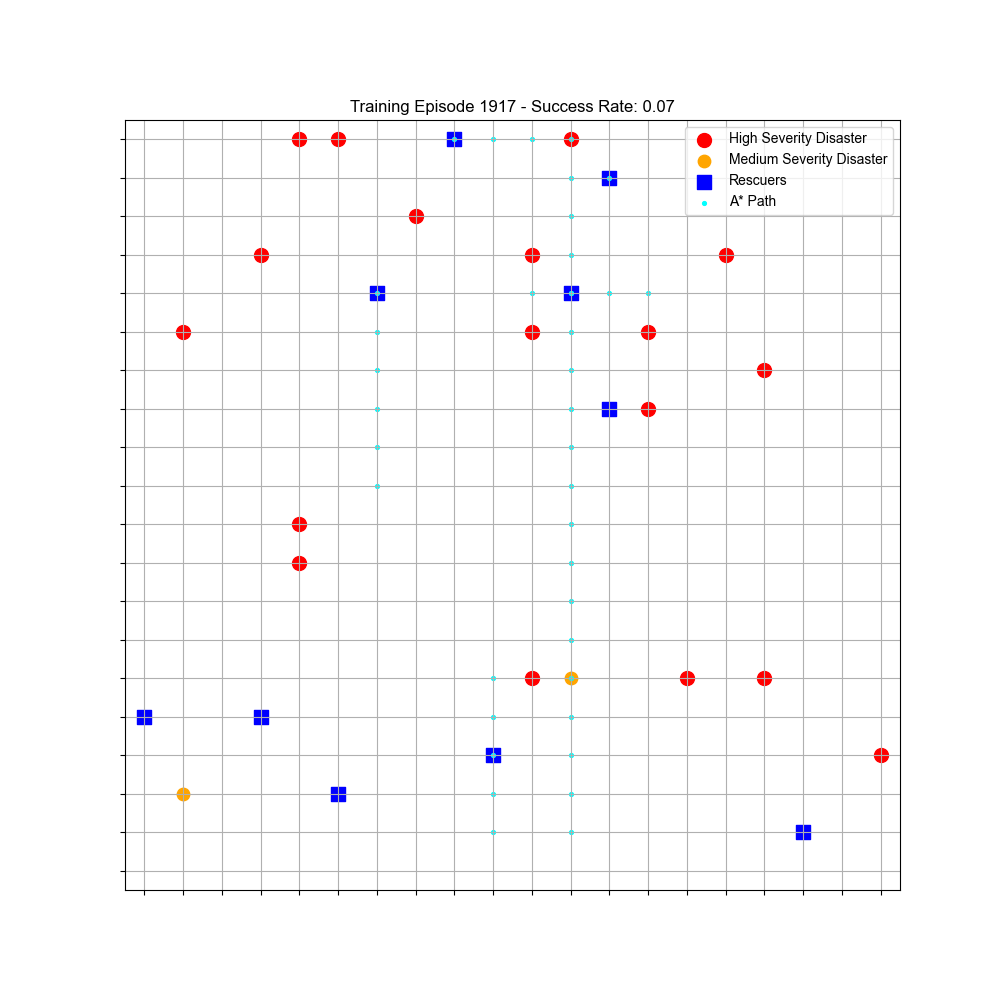 Training Episode 1917 - Success Rate: 0.07
High Severity Disaster
Medium Severity Disaster
Rescuers
A* Path